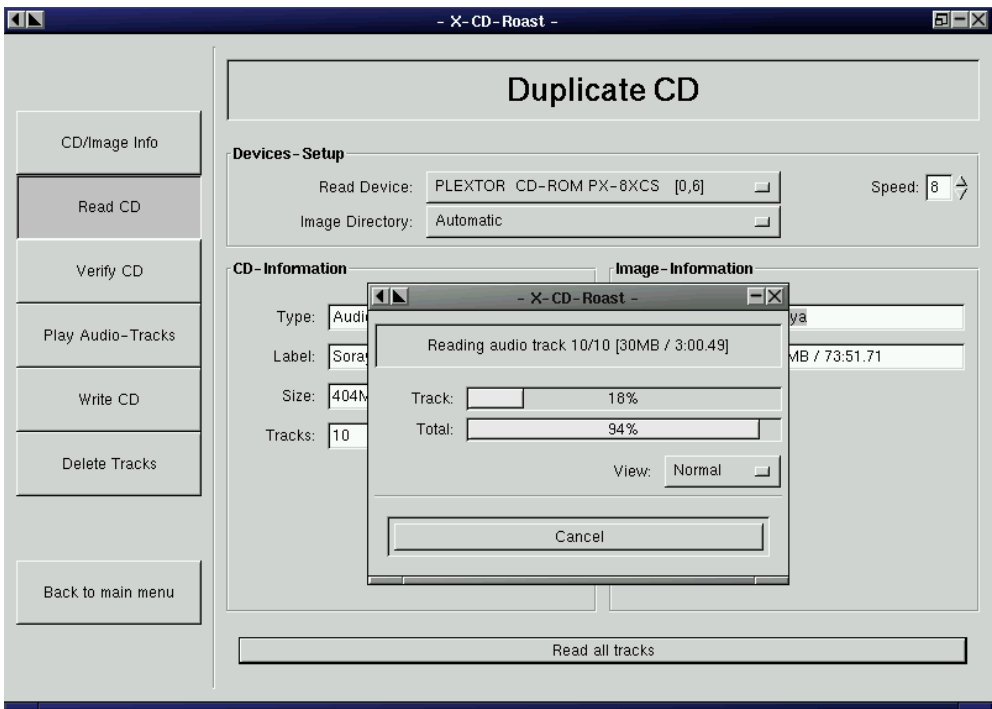 - X-CD-Roast -
Duplicate CD
CD/Image Info
Read CD
Verify CD
Play Audio-Tracks
Write CD
Delete Tracks
Back to main menu
Devices-Setup
Read Device: PLEXTOR CD-ROM PX-8XCS [0,6] Speed: 8
Image Directory: Automatic
CD-Information
Type:
Label:
Size:
Tracks: 10
Image-Information
MB / 73:51.71
- X-CD-Roast -
Reading audio track 10/10 [30MB / 3:00.49]
Track: 18%
Total: 94%
View: Normal
Cancel
Read all tracks